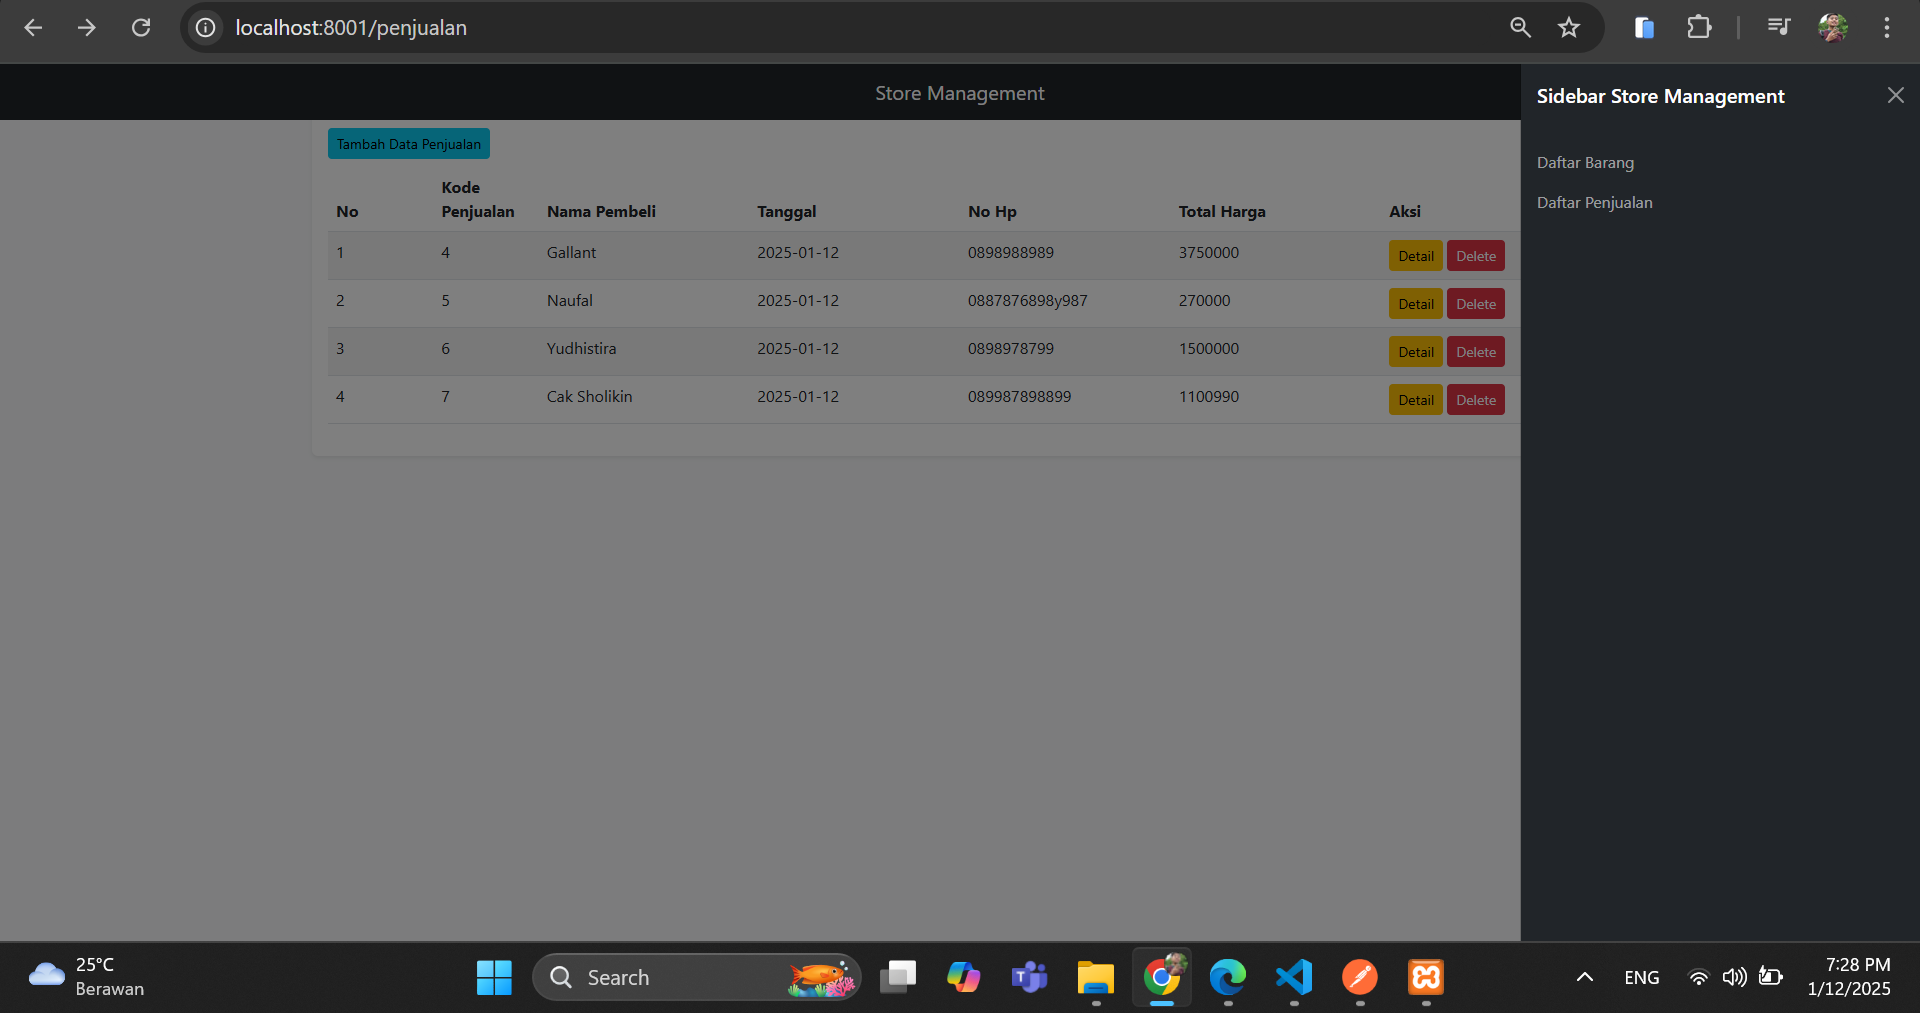 localhost:8001/penjualan
Store Management
Sidebar Store Management
Daftar Barang
Daftar Penjualan
Tambah Data Penjualan
No Kode Penjualan Nama Pembeli Tanggal No Hp Total Harga Aksi
1 4 Gallant 2025-01-12 0898988989 3750000 Detail Delete
2 5 Naufal 2025-01-12 0887876898y987 270000 Detail Delete
3 6 Yudhistira 2025-01-12 0898978799 1500000 Detail Delete
4 7 Cak Sholikin 2025-01-12 089987898899 1100990 Detail Delete
25°C
Berawan
Search
ENG
7:28 PM
1/12/2025